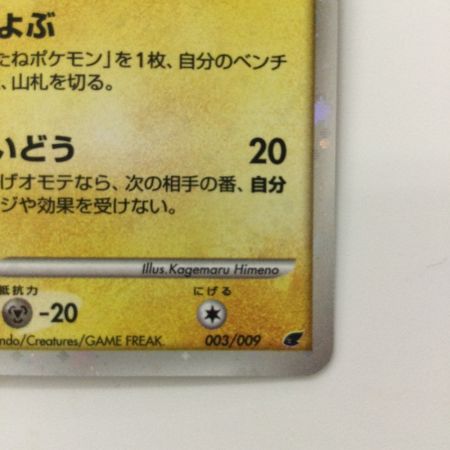 よぶ
たねポケモン」を1枚、自分のベンチ
、山札を切る。
いどう 20
げオモテなら、次の相手の番、自分
ジや効果を受けない。
Illus. Kagemaru Himeno
抵抗力 にげる
-20
ndo/Creatures/GAME FREAK. 003/009